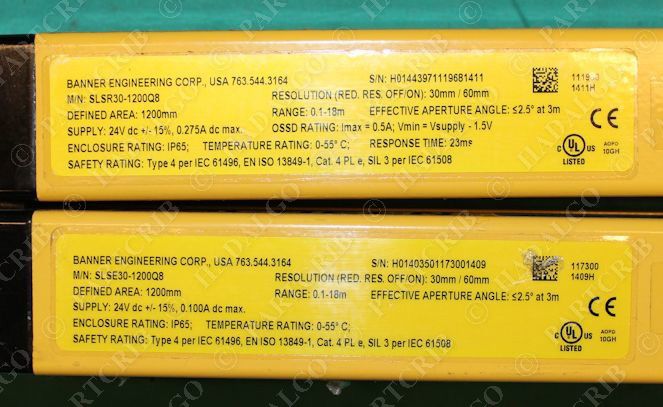 BANNER ENGINEERING CORP., USA 763.544.3164 S/N: H01443971119681411
M/N: SLSR30-1200Q8 RESOLUTION (RED. RES. OFF/ON): 30mm / 60mm
DEFINED AREA: 1200mm RANGE: 0.1-18m EFFECTIVE APERTURE ANGLE: ≤2.5° at 3m
SUPPLY: 24V dc +/- 15%, 0.275A dc max. OSSD RATING: Imax = 0.5A; Vmin = Vsupply - 1.5V
ENCLOSURE RATING: IP65; TEMPERATURE RATING: 0-55° C; RESPONSE TIME: 23ms
SAFETY RATING: Type 4 per IEC 61496, EN ISO 13849-1, Cat. 4 PL e, SIL 3 per IEC 61508
1411H
CE
C UL US
LISTED
AOPD
10GH
BANNER ENGINEERING CORP., USA 763.544.3164 S/N: H01403501173001409
M/N: SLSE30-1200Q8 RESOLUTION (RED. RES. OFF/ON): 30mm / 60mm
DEFINED AREA: 1200mm RANGE: 0.1-18m EFFECTIVE APERTURE ANGLE: ≤2.5° at 3m
SUPPLY: 24V dc +/- 15%, 0.100A dc max.
ENCLOSURE RATING: IP65; TEMPERATURE RATING: 0-55° C;
SAFETY RATING: Type 4 per IEC 61496, EN ISO 13849-1, Cat. 4 PL e, SIL 3 per IEC 61508
117300
1409H
CE
C UL US
LISTED
AOPD
10GH